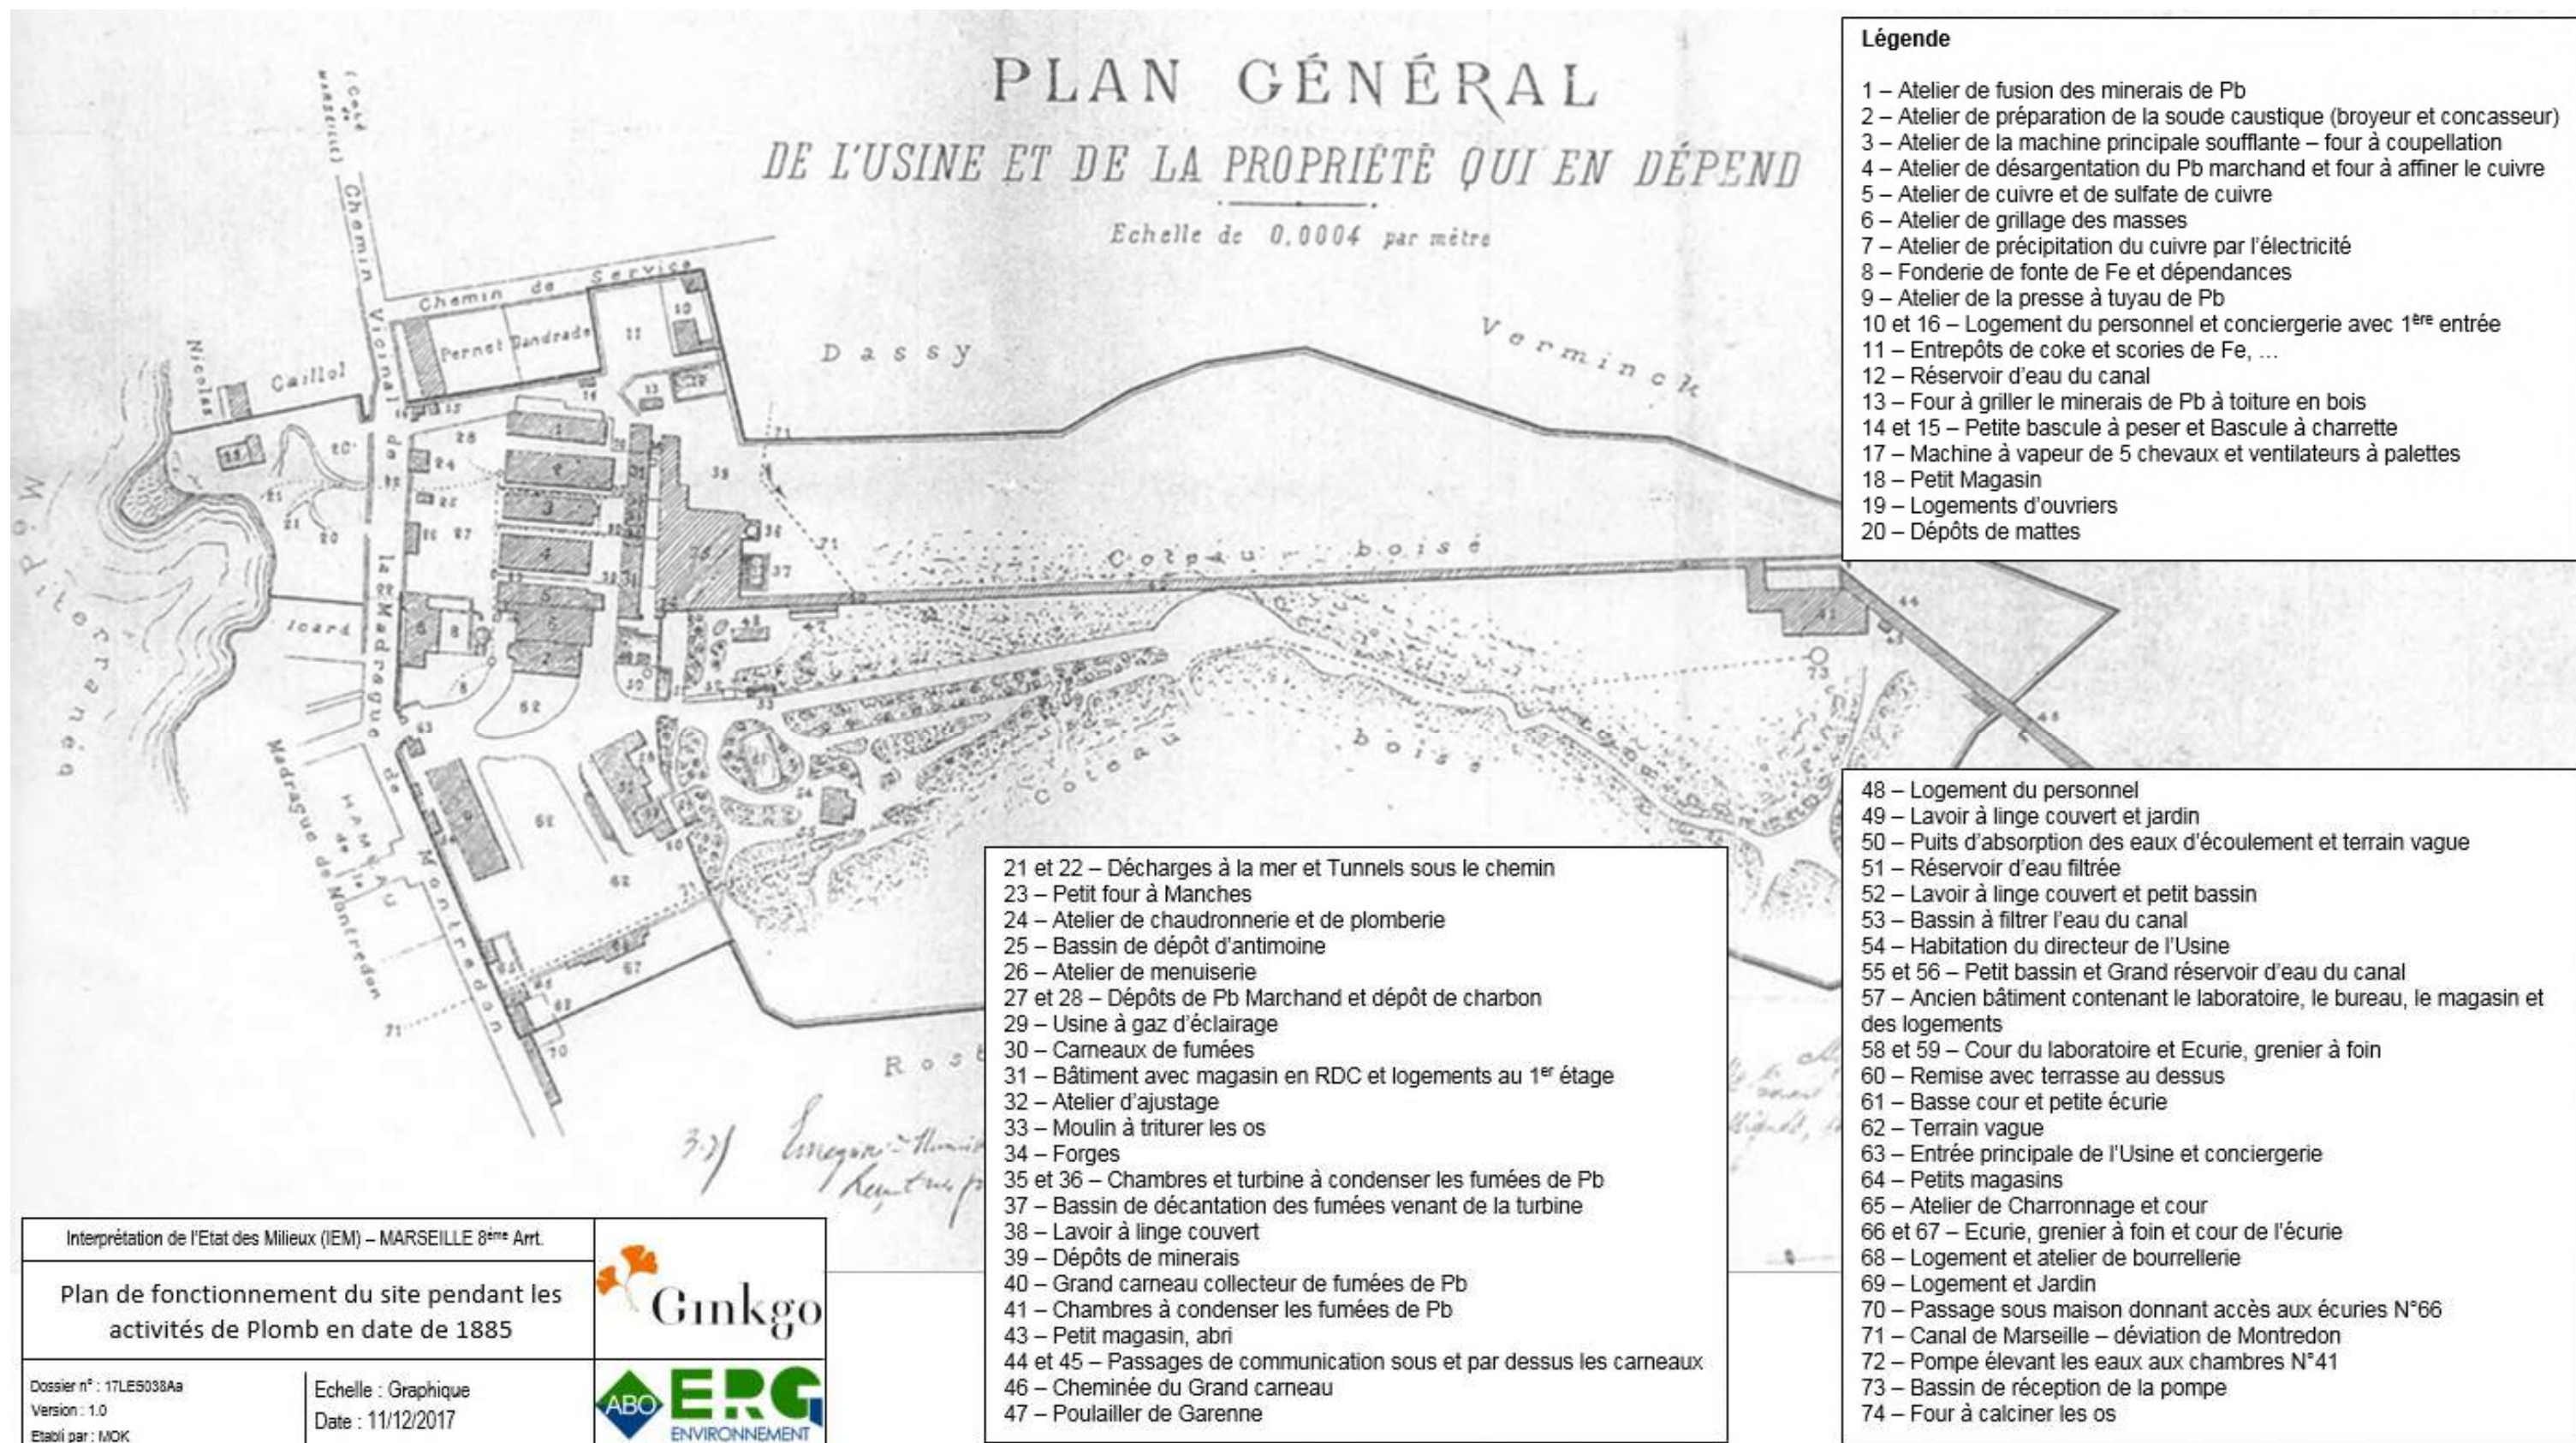 PLAN GÉNÉRAL
DE L'USINE ET DE LA PROPRIÉTÉ QUI EN DÉPEND
Echelle de 0,0004 par mètre
(Coté de MARSEILLE)
Chemin Vicinal de la Madrague de Montredon
Chemin de Service
Pernet Dandrade
Nicolas
Caillol
Dassy
Verminck
Icard
Coteau boisé
Coteau boisé
HAMEAU de la
Madrague de Montredon
Légende
1 – Atelier de fusion des minerais de Pb
2 – Atelier de préparation de la soude caustique (broyeur et concasseur)
3 – Atelier de la machine principale soufflante – four à coupellation
4 – Atelier de désargentation du Pb marchand et four à affiner le cuivre
5 – Atelier de cuivre et de sulfate de cuivre
6 – Atelier de grillage des masses
7 – Atelier de précipitation du cuivre par l'électricité
8 – Fonderie de fonte de Fe et dépendances
9 – Atelier de la presse à tuyau de Pb
10 et 16 – Logement du personnel et conciergerie avec 1ère entrée
11 – Entrepôts de coke et scories de Fe, ...
12 – Réservoir d'eau du canal
13 – Four à griller le minerais de Pb à toiture en bois
14 et 15 – Petite bascule à peser et Bascule à charrette
17 – Machine à vapeur de 5 chevaux et ventilateurs à palettes
18 – Petit Magasin
19 – Logements d'ouvriers
20 – Dépôts de mattes
21 et 22 – Décharges à la mer et Tunnels sous le chemin
23 – Petit four à Manches
24 – Atelier de chaudronnerie et de plomberie
25 – Bassin de dépôt d'antimoine
26 – Atelier de menuiserie
27 et 28 – Dépôts de Pb Marchand et dépôt de charbon
29 – Usine à gaz d'éclairage
30 – Carneaux de fumées
31 – Bâtiment avec magasin en RDC et logements au 1er étage
32 – Atelier d'ajustage
33 – Moulin à triturer les os
34 – Forges
35 et 36 – Chambres et turbine à condenser les fumées de Pb
37 – Bassin de décantation des fumées venant de la turbine
38 – Lavoir à linge couvert
39 – Dépôts de minerais
40 – Grand carneau collecteur de fumées de Pb
41 – Chambres à condenser les fumées de Pb
43 – Petit magasin, abri
44 et 45 – Passages de communication sous et par dessus les carneaux
46 – Cheminée du Grand carneau
47 – Poulailler de Garenne
48 – Logement du personnel
49 – Lavoir à linge couvert et jardin
50 – Puits d'absorption des eaux d'écoulement et terrain vague
51 – Réservoir d'eau filtrée
52 – Lavoir à linge couvert et petit bassin
53 – Bassin à filtrer l'eau du canal
54 – Habitation du directeur de l'Usine
55 et 56 – Petit bassin et Grand réservoir d'eau du canal
57 – Ancien bâtiment contenant le laboratoire, le bureau, le magasin et
des logements
58 et 59 – Cour du laboratoire et Ecurie, grenier à foin
60 – Remise avec terrasse au dessus
61 – Basse cour et petite écurie
62 – Terrain vague
63 – Entrée principale de l'Usine et conciergerie
64 – Petits magasins
65 – Atelier de Charronnage et cour
66 et 67 – Ecurie, grenier à foin et cour de l'écurie
68 – Logement et atelier de bourrellerie
69 – Logement et Jardin
70 – Passage sous maison donnant accès aux écuries N°66
71 – Canal de Marseille – déviation de Montredon
72 – Pompe élevant les eaux aux chambres N°41
73 – Bassin de réception de la pompe
74 – Four à calciner les os
Interprétation de l'Etat des Milieux (IEM) – MARSEILLE 8ème Arrt.
Plan de fonctionnement du site pendant les
activités de Plomb en date de 1885
Dossier n° : 17LES038Aa
Version : 1.0
Etabli par : MOK
Echelle : Graphique
Date : 11/12/2017
Ginkgo
ABO
ERG
ENVIRONNEMENT